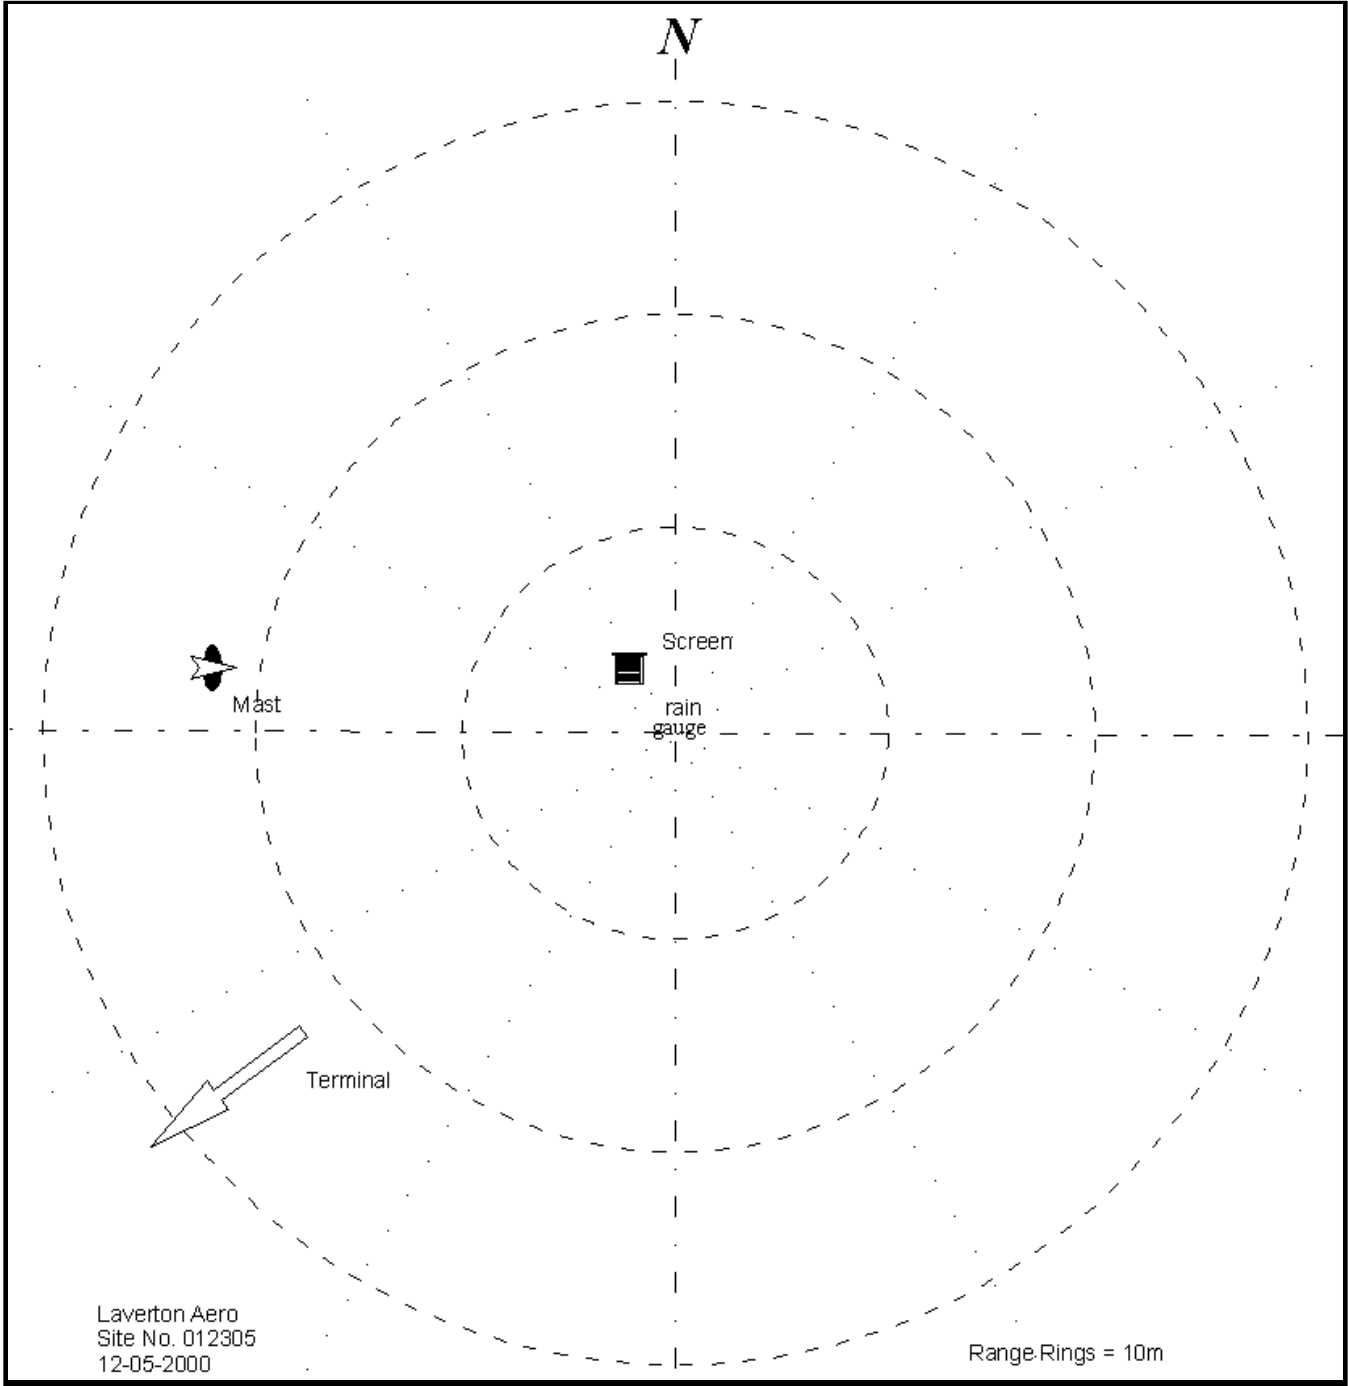 N
Screen
Mast
rain
gauge
Terminal
Laverton Aero
Site No. 012305
12-05-2000
Range Rings = 10m